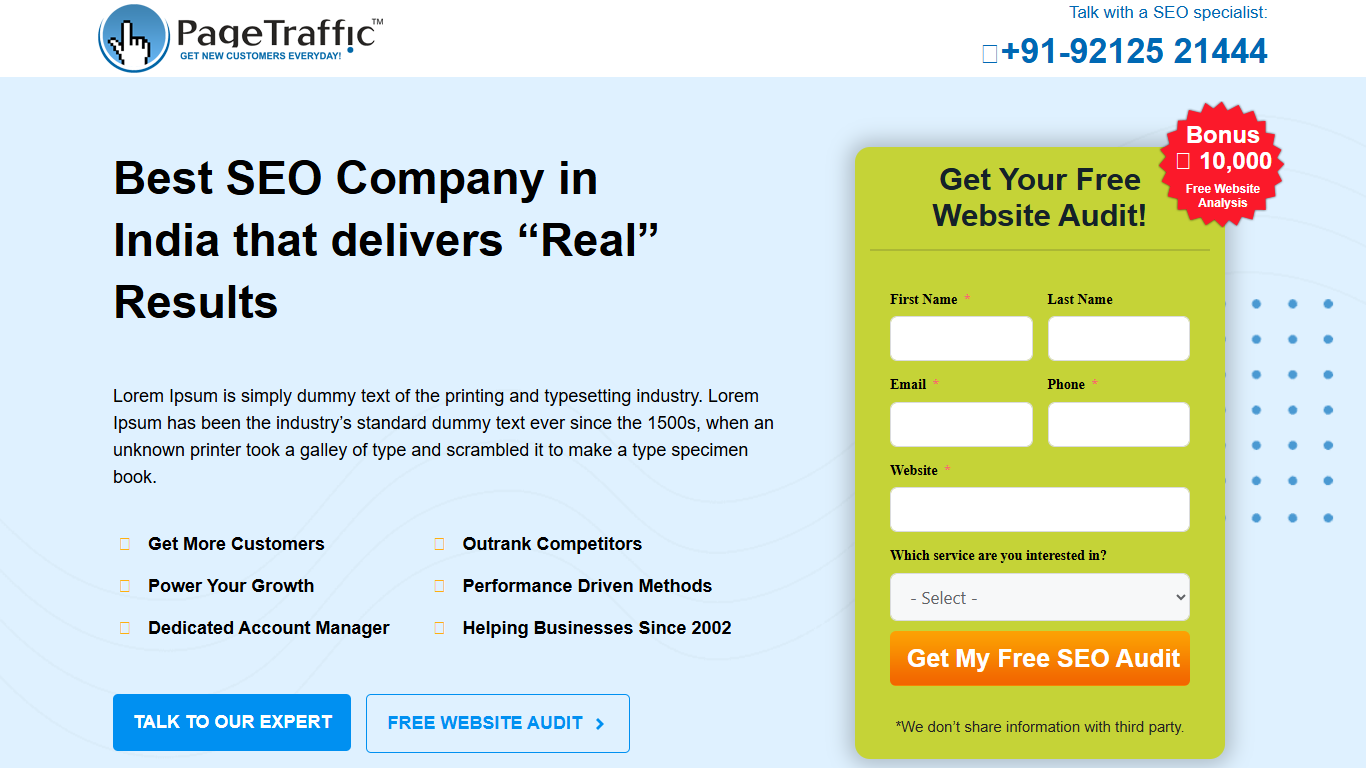 PageTraffic™
GET NEW CUSTOMERS EVERYDAY!
Talk with a SEO specialist:
+91-92125 21444
Best SEO Company in
India that delivers “Real”
Results
Lorem Ipsum is simply dummy text of the printing and typesetting industry. Lorem
Ipsum has been the industry’s standard dummy text ever since the 1500s, when an
unknown printer took a galley of type and scrambled it to make a type specimen
book.
Get More Customers
Outrank Competitors
Power Your Growth
Performance Driven Methods
Dedicated Account Manager
Helping Businesses Since 2002
TALK TO OUR EXPERT
FREE WEBSITE AUDIT
Bonus
10,000
Free Website
Analysis
Get Your Free
Website Audit!
First Name *
Last Name
Email *
Phone *
Website *
Which service are you interested in?
- Select -
Get My Free SEO Audit
*We don’t share information with third party.